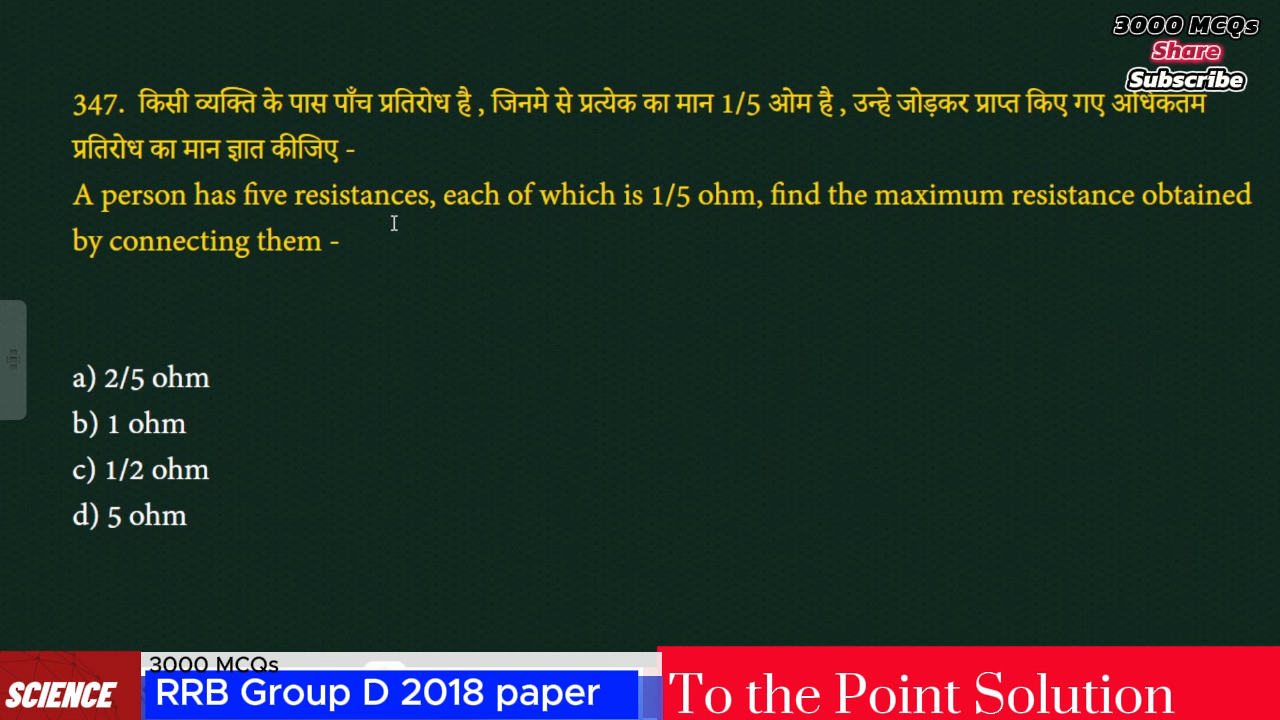 3000 MCQs
Share
Subscribe
347. किसी व्यक्ति के पास पाँच प्रतिरोध है , जिनमे से प्रत्येक का मान 1/5 ओम है , उन्हे जोड़कर प्राप्त किए गए अधिकतम
प्रतिरोध का मान ज्ञात कीजिए -
A person has five resistances, each of which is 1/5 ohm, find the maximum resistance obtained
by connecting them -
a) 2/5 ohm
b) 1 ohm
c) 1/2 ohm
d) 5 ohm
3000 MCQs
SCIENCE
RRB Group D 2018 paper
To the Point Solution